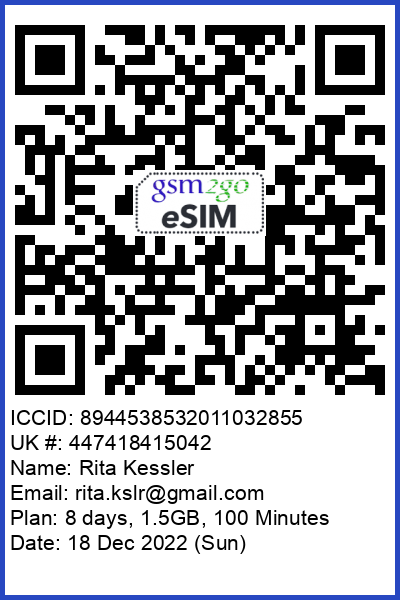 gsm2go
eSIM
ICCID: 8944538532011032855
UK #: 447418415042
Name: Rita Kessler
Email: rita.kslr@gmail.com
Plan: 8 days, 1.5GB, 100 Minutes
Date: 18 Dec 2022 (Sun)